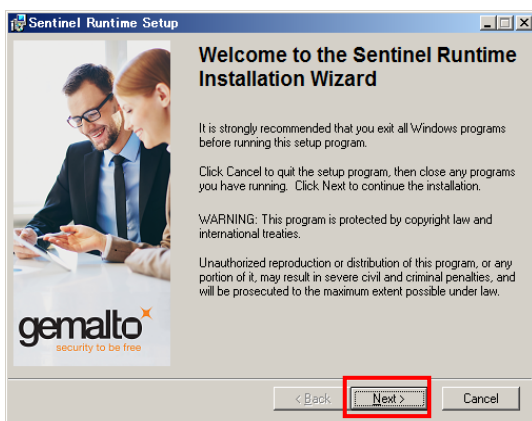 Sentinel Runtime Setup
Welcome to the Sentinel Runtime
Installation Wizard
It is strongly recommended that you exit all Windows programs
before running this setup program.
Click Cancel to quit the setup program, then close any programs
you have running. Click Next to continue the installation.
WARNING: This program is protected by copyright law and
international treaties.
Unauthorized reproduction or distribution of this program, or any
portion of it, may result in severe civil and criminal penalties, and
will be prosecuted to the maximum extent possible under law.
gemalto
security to be free
< Back
Next >
Cancel